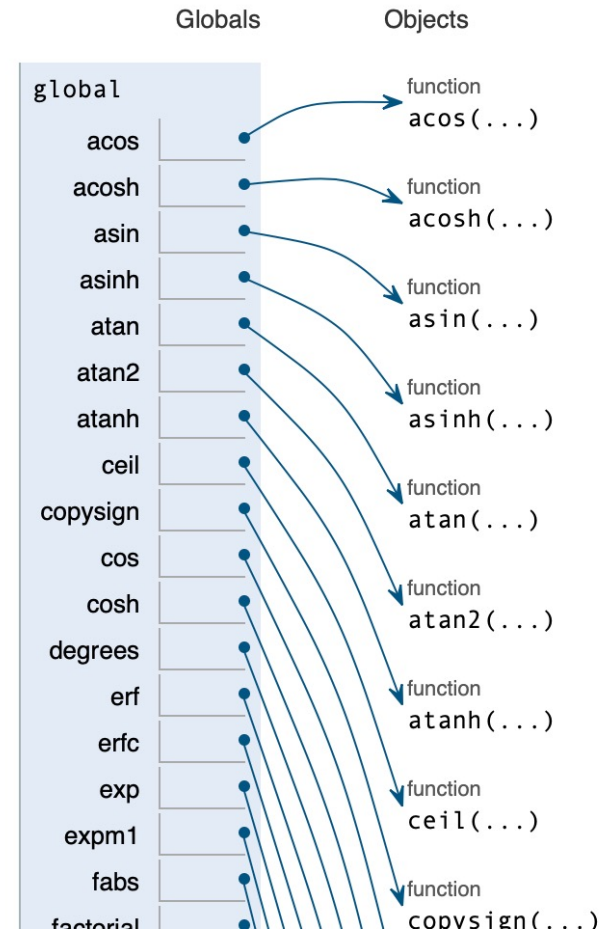 Globals
Objects
global
acos
acosh
asin
asinh
atan
atan2
atanh
ceil
copysign
cos
cosh
degrees
erf
erfc
exp
expm1
fabs
factorial
function
acos(...)
function
acosh(...)
function
asin(...)
function
asinh(...)
function
atan(...)
function
atan2(...)
function
atanh(...)
function
ceil(...)
function
copysign(...)